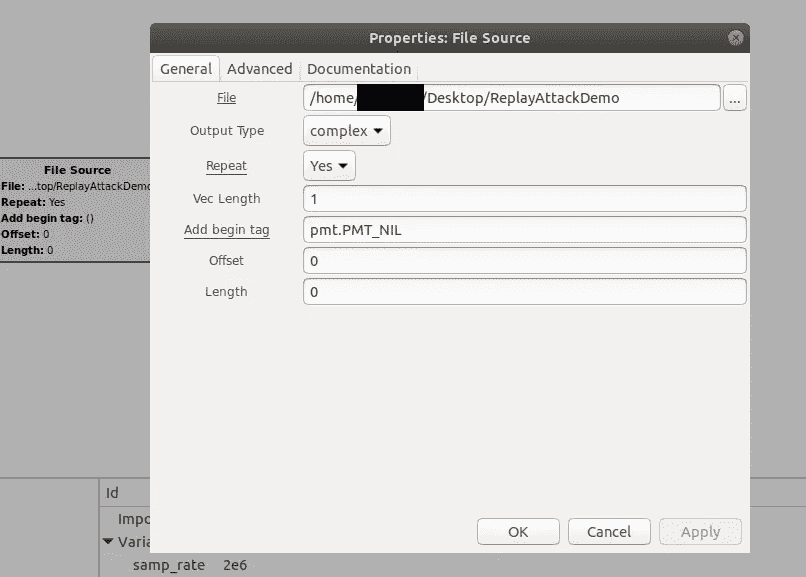 Properties: File Source
General Advanced Documentation
File /home/ /Desktop/ReplayAttackDemo ...
Output Type complex
Repeat Yes
Vec Length 1
Add begin tag pmt.PMT_NIL
Offset 0
Length 0
OK Cancel Apply
File Source
File: ...top/ReplayAttackDemo
Repeat: Yes
Add begin tag: ()
Offset: 0
Length: 0
Id
Impo
Varia
samp_rate 2e6